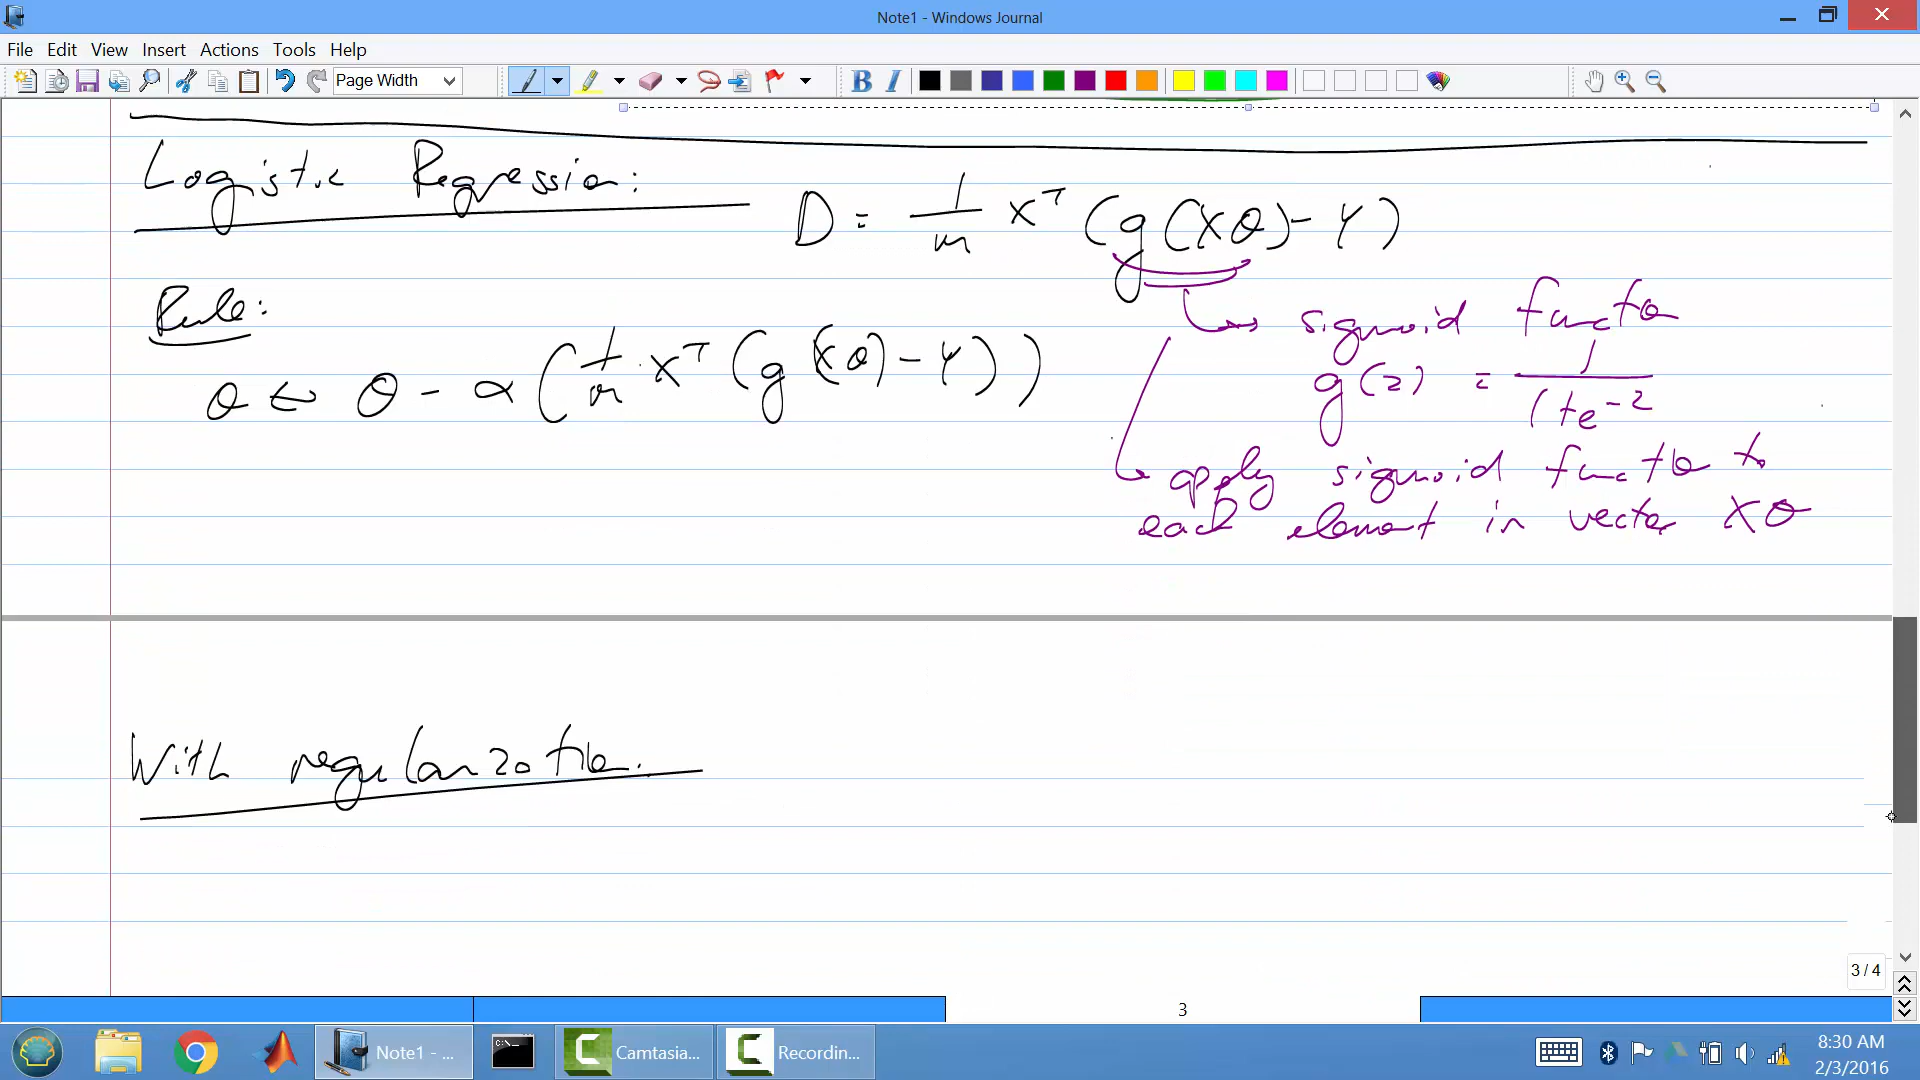 Note1 - Windows Journal
File Edit View Insert Actions Tools Help
Page Width
Logistic Regression:
D = 1/m X^T (g(Xθ) - Y)
Rule:
θ ← θ - α (1/m · X^T (g(Xθ) - Y))
sigmoid function
g(z) = 1/(1+e^-z)
apply sigmoid function to
each element in vector Xθ
With regularization:
3 / 4
3
Note1 - ...
Camtasia...
Recordin...
8:30 AM
2/3/2016